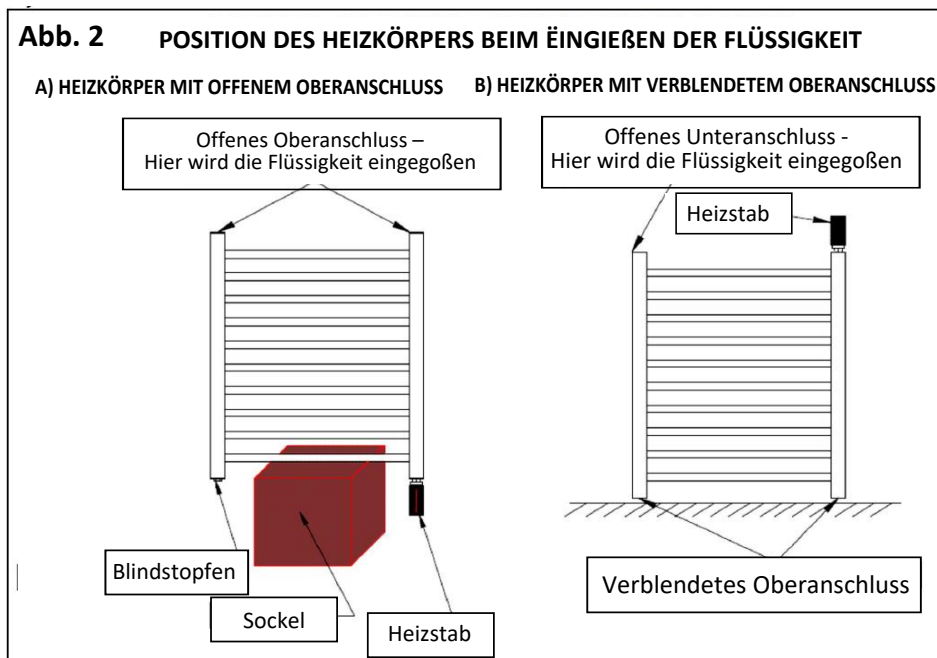 Abb. 2 POSITION DES HEIZKÖRPERS BEIM ËINGIEßEN DER FLÜSSIGKEIT
A) HEIZKÖRPER MIT OFFENEM OBERANSCHLUSS B) HEIZKÖRPER MIT VERBLENDETEM OBERANSCHLUSS
Offenes Oberanschluss –
Hier wird die Flüssigkeit eingegoßen
Offenes Unteranschluss -
Hier wird die Flüssigkeit eingegoßen
Heizstab
Blindstopfen
Sockel
Heizstab
Verblendetes Oberanschluss